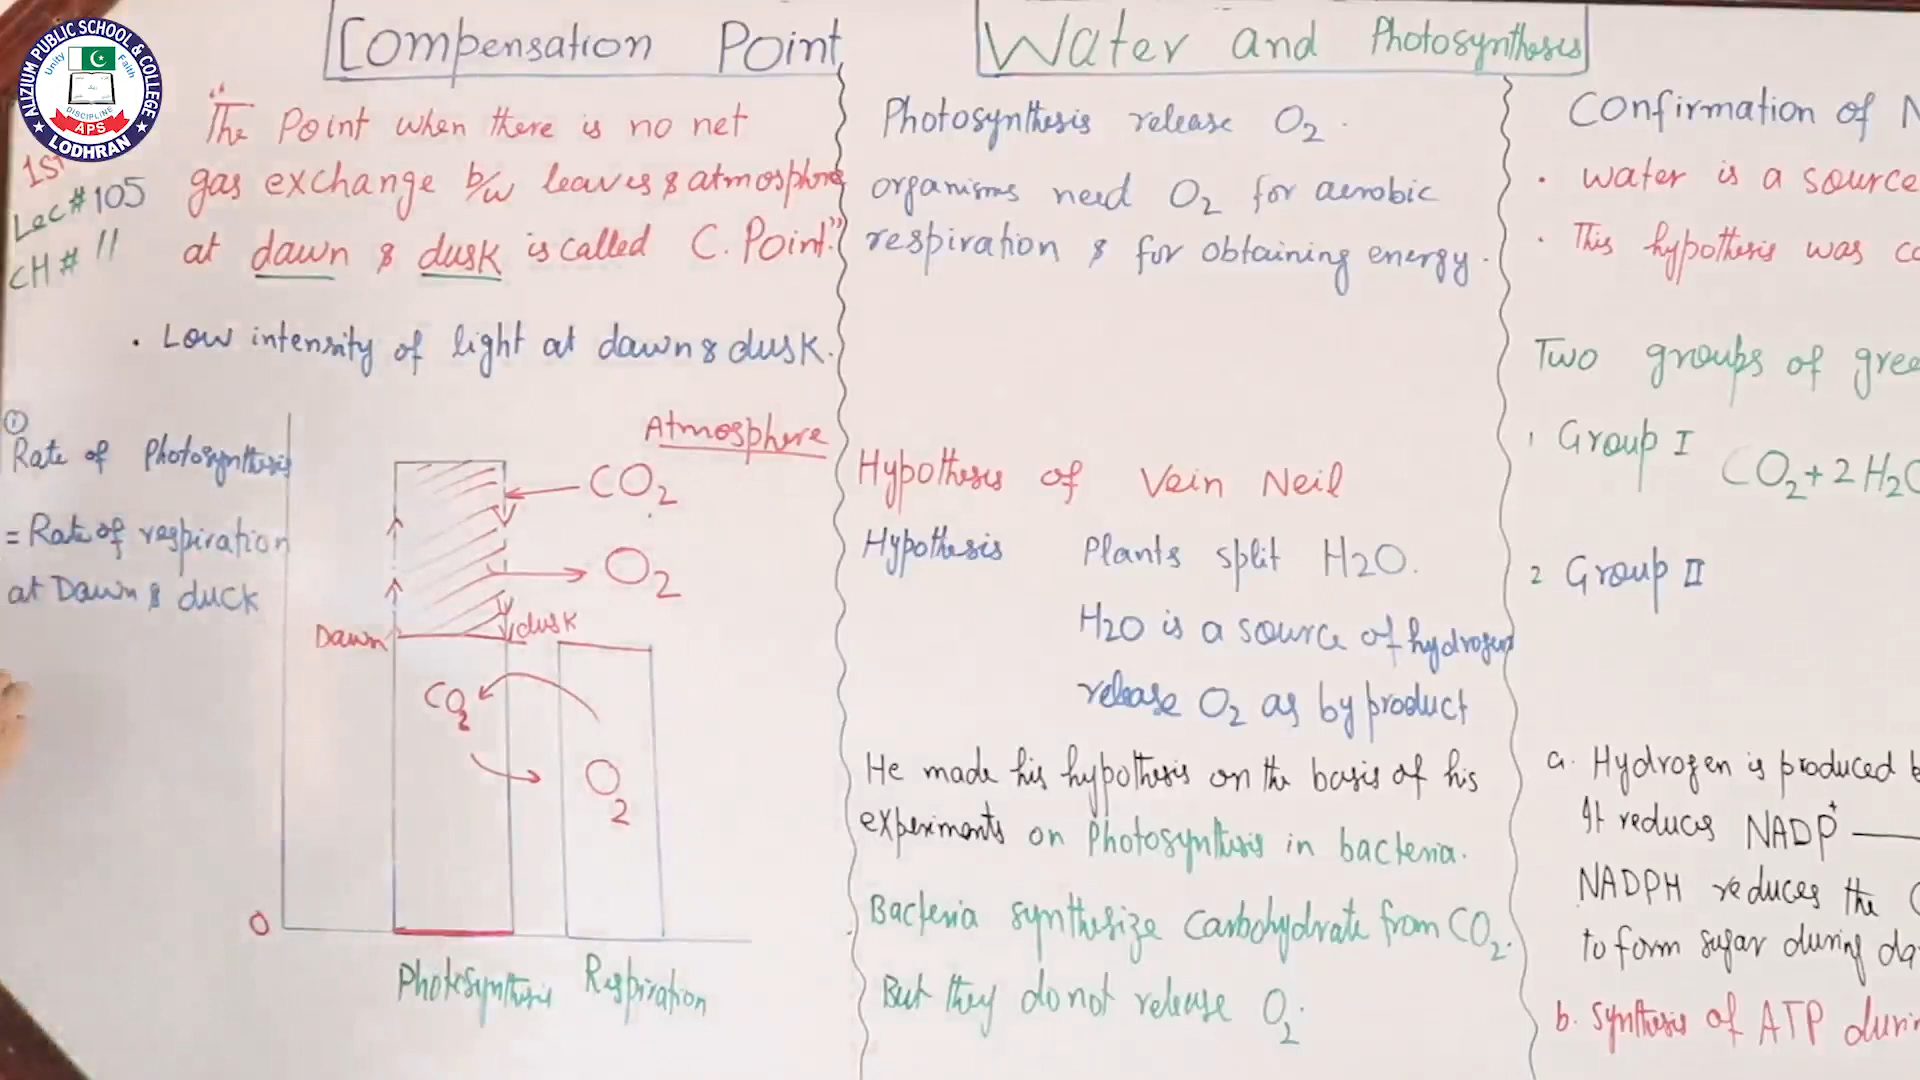 ALIZIUM PUBLIC SCHOOL & COLLEGE
Unity
Faith
DISCIPLINE
APS
LODHRAN
1st
Lec # 105
CH # 11
Compensation Point
"The Point when there is no net
gas exchange b/w leaves & atmosphere
at dawn & dusk is called C. Point."
. Low intensity of light at dawn & dusk.
① Rate of Photosynthesis
= Rate of respiration
at Dawn & duck
Atmosphere
CO2
O2
Dawn
dusk
CO2
O2
0
Photosynthesis
Respiration
Water and Photosynthesis
Photosynthesis release O2.
organisms need O2 for aerobic
respiration & for obtaining energy.
Hypothesis of Vein Neil
Hypothesis Plants split H2O.
H2O is a source of hydrogen
release O2 as by product
He made his hypothesis on the basis of his
experiments on Photosynthesis in bacteria.
Bacteria synthesize Carbohydrate from CO2.
But they do not release O2.
Confirmation of
. water is a source
. This hypothesis was
Two groups of
1 Group I CO2 + 2 H2O
2 Group II
a. Hydrogen is produced
It reduces NADP+
NADPH reduces the
to form sugar during
b. Synthesis of ATP